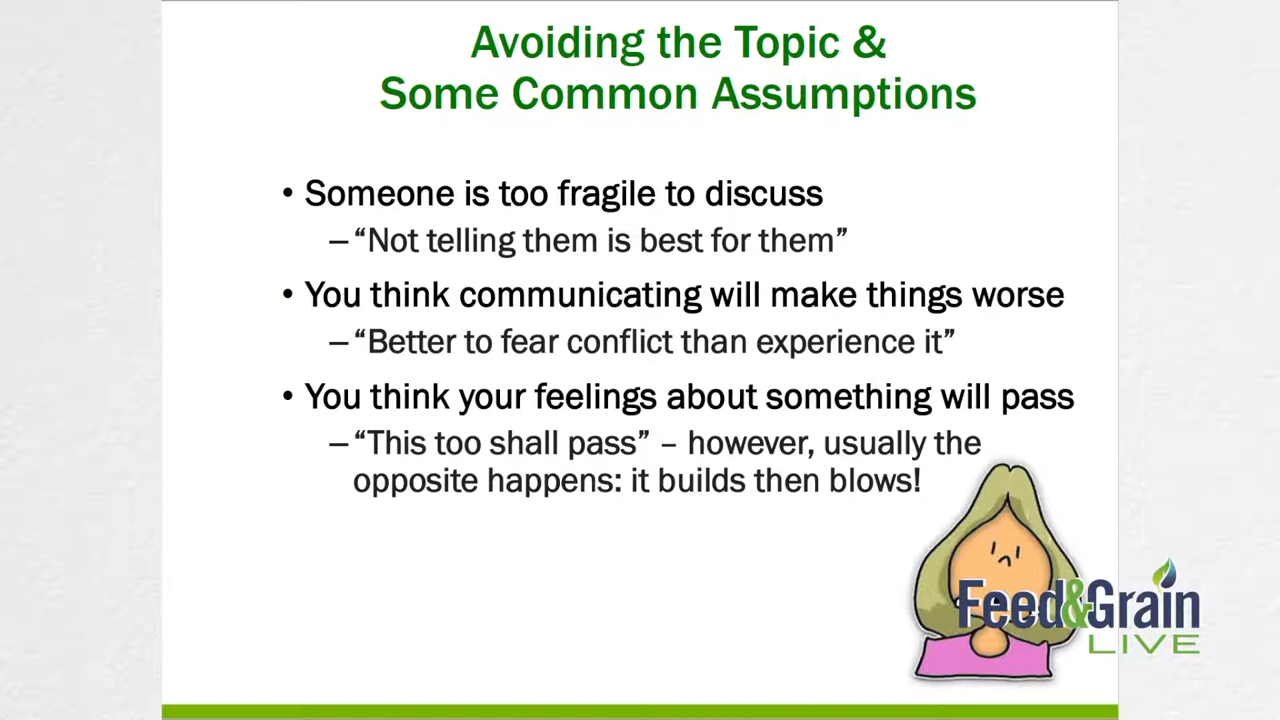 Avoiding the Topic &
Some Common Assumptions
• Someone is too fragile to discuss
– “Not telling them is best for them”
• You think communicating will make things worse
– “Better to fear conflict than experience it”
• You think your feelings about something will pass
– “This too shall pass” – however, usually the
opposite happens: it builds then blows!
Feed&Grain
LIVE